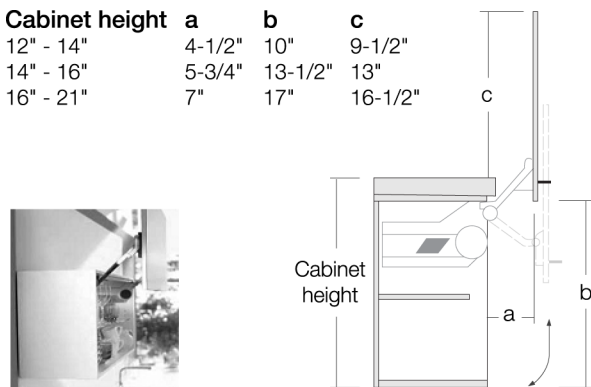 Cabinet height a b c
12" - 14" 4-1/2" 10" 9-1/2"
14" - 16" 5-3/4" 13-1/2" 13"
16" - 21" 7" 17" 16-1/2"
c
Cabinet
height
a
b